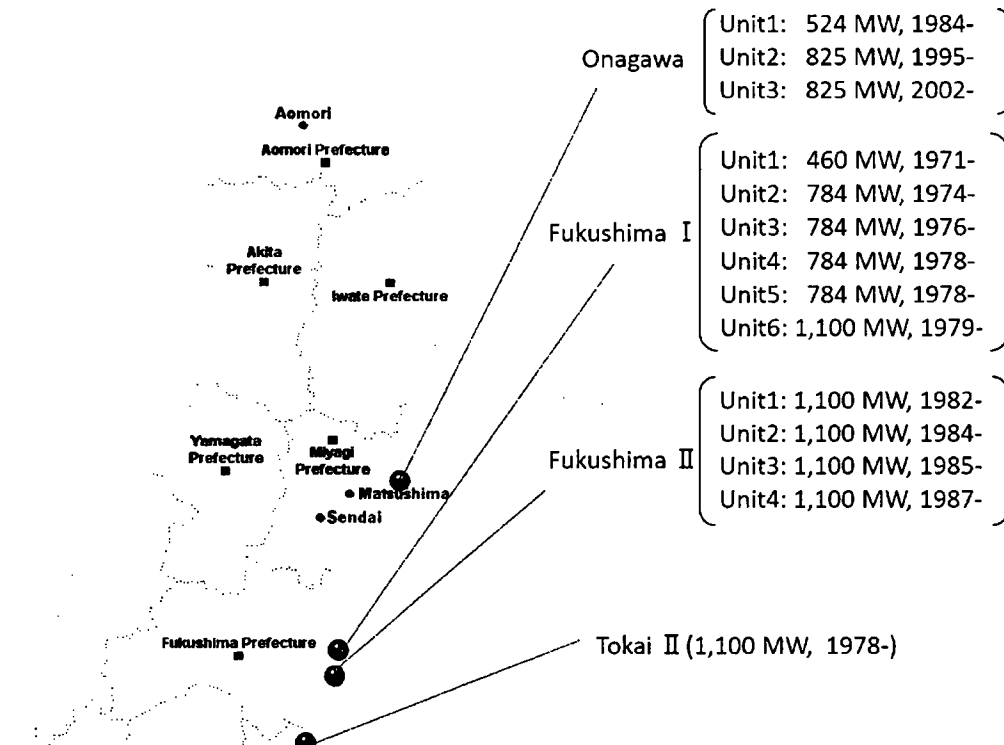 Onagawa
Unit1: 524 MW, 1984-
Unit2: 825 MW, 1995-
Unit3: 825 MW, 2002-
Aomori
Aomori Prefecture
Fukushima Ⅰ
Unit1: 460 MW, 1971-
Unit2: 784 MW, 1974-
Unit3: 784 MW, 1976-
Unit4: 784 MW, 1978-
Unit5: 784 MW, 1978-
Unit6: 1,100 MW, 1979-
Akita
Prefecture
Iwate Prefecture
Fukushima Ⅱ
Unit1: 1,100 MW, 1982-
Unit2: 1,100 MW, 1984-
Unit3: 1,100 MW, 1985-
Unit4: 1,100 MW, 1987-
Yamagata
Prefecture
Miyagi
Prefecture
Matsushima
Sendai
Fukushima Prefecture
Tokai Ⅱ (1,100 MW, 1978-)